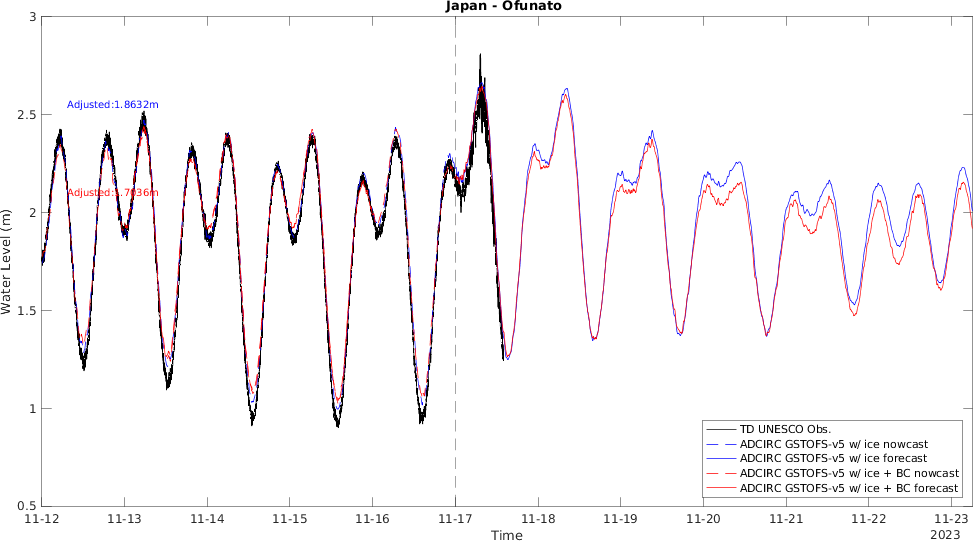 Japan - Ofunato
3
2.5
2
1.5
1
0.5
Water Level (m)
Adjusted:1.8632m
Adjusted:1.7036m
TD UNESCO Obs.
ADCIRC GSTOFS-v5 w/ ice nowcast
ADCIRC GSTOFS-v5 w/ ice forecast
ADCIRC GSTOFS-v5 w/ ice + BC nowcast
ADCIRC GSTOFS-v5 w/ ice + BC forecast
11-12 11-13 11-14 11-15 11-16 11-17 11-18 11-19 11-20 11-21 11-22 11-23
Time
2023